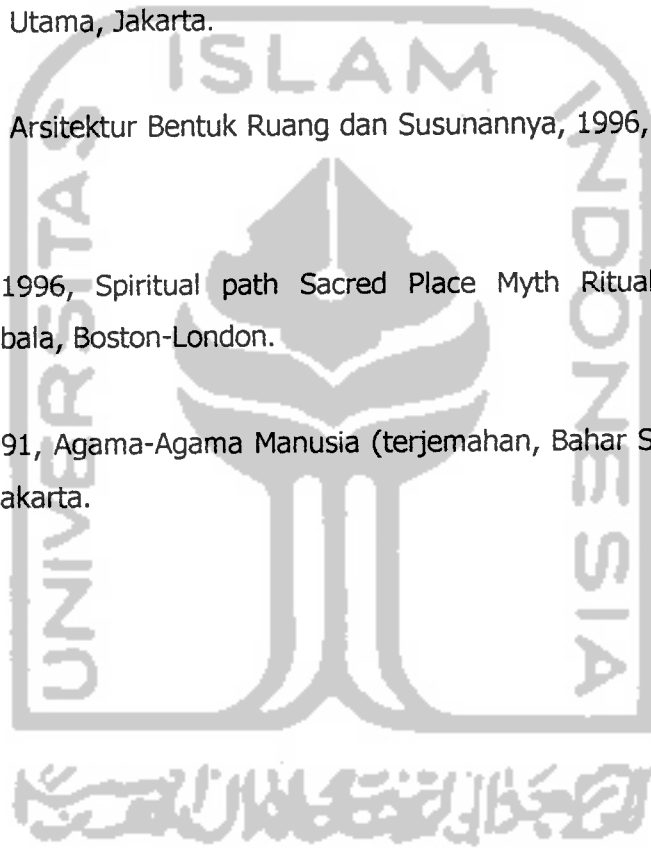 Utama, Jakarta.
ISLAM
Arsitektur Bentuk Ruang dan Susunannya, 1996,
1996, Spiritual path Sacred Place Myth Ritual
bala, Boston-London.
91, Agama-Agama Manusia (terjemahan, Bahar S
akarta.
UNIVERSITAS
INDONESIA